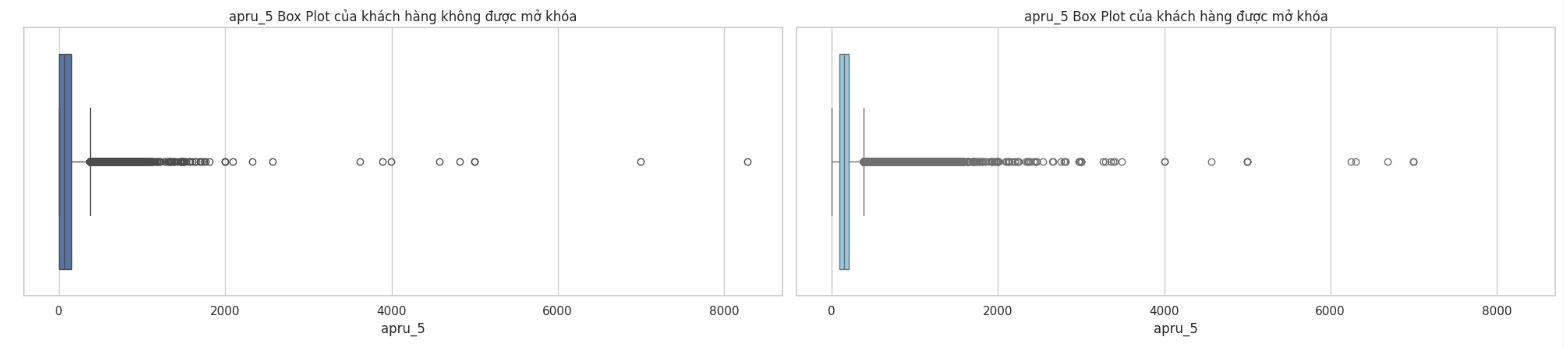 apru_5 Box Plot của khách hàng không được mở khóa
0
2000
4000
6000
8000
apru_5
apru_5 Box Plot của khách hàng được mở khóa
0
2000
4000
6000
8000
apru_5